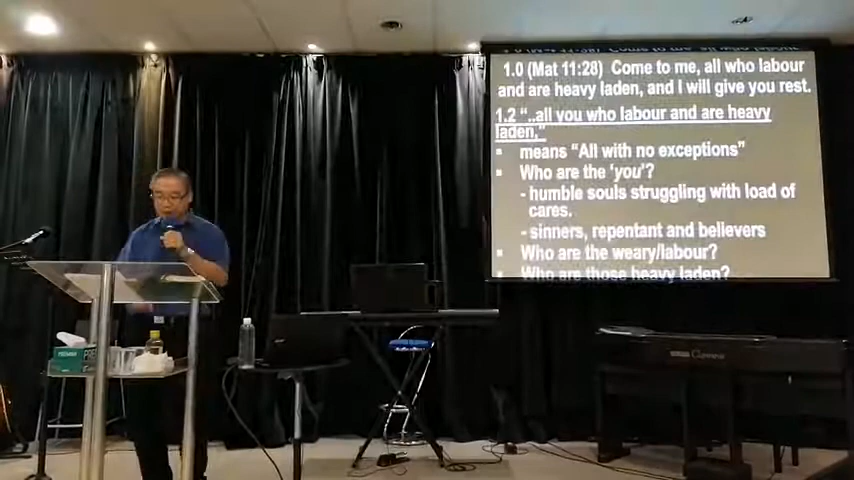 1.0 (Mat 11:28) Come to me, all who labour
and are heavy laden, and I will give you rest.
1.2 "..all you who labour and are heavy
laden,"
▪ means "All with no exceptions"
▪ Who are the 'you'?
- humble souls struggling with load of
cares.
- sinners, repentant, or believer
▪ Who are the weary/labour?
▪ Who are those heavy/heavy laden?